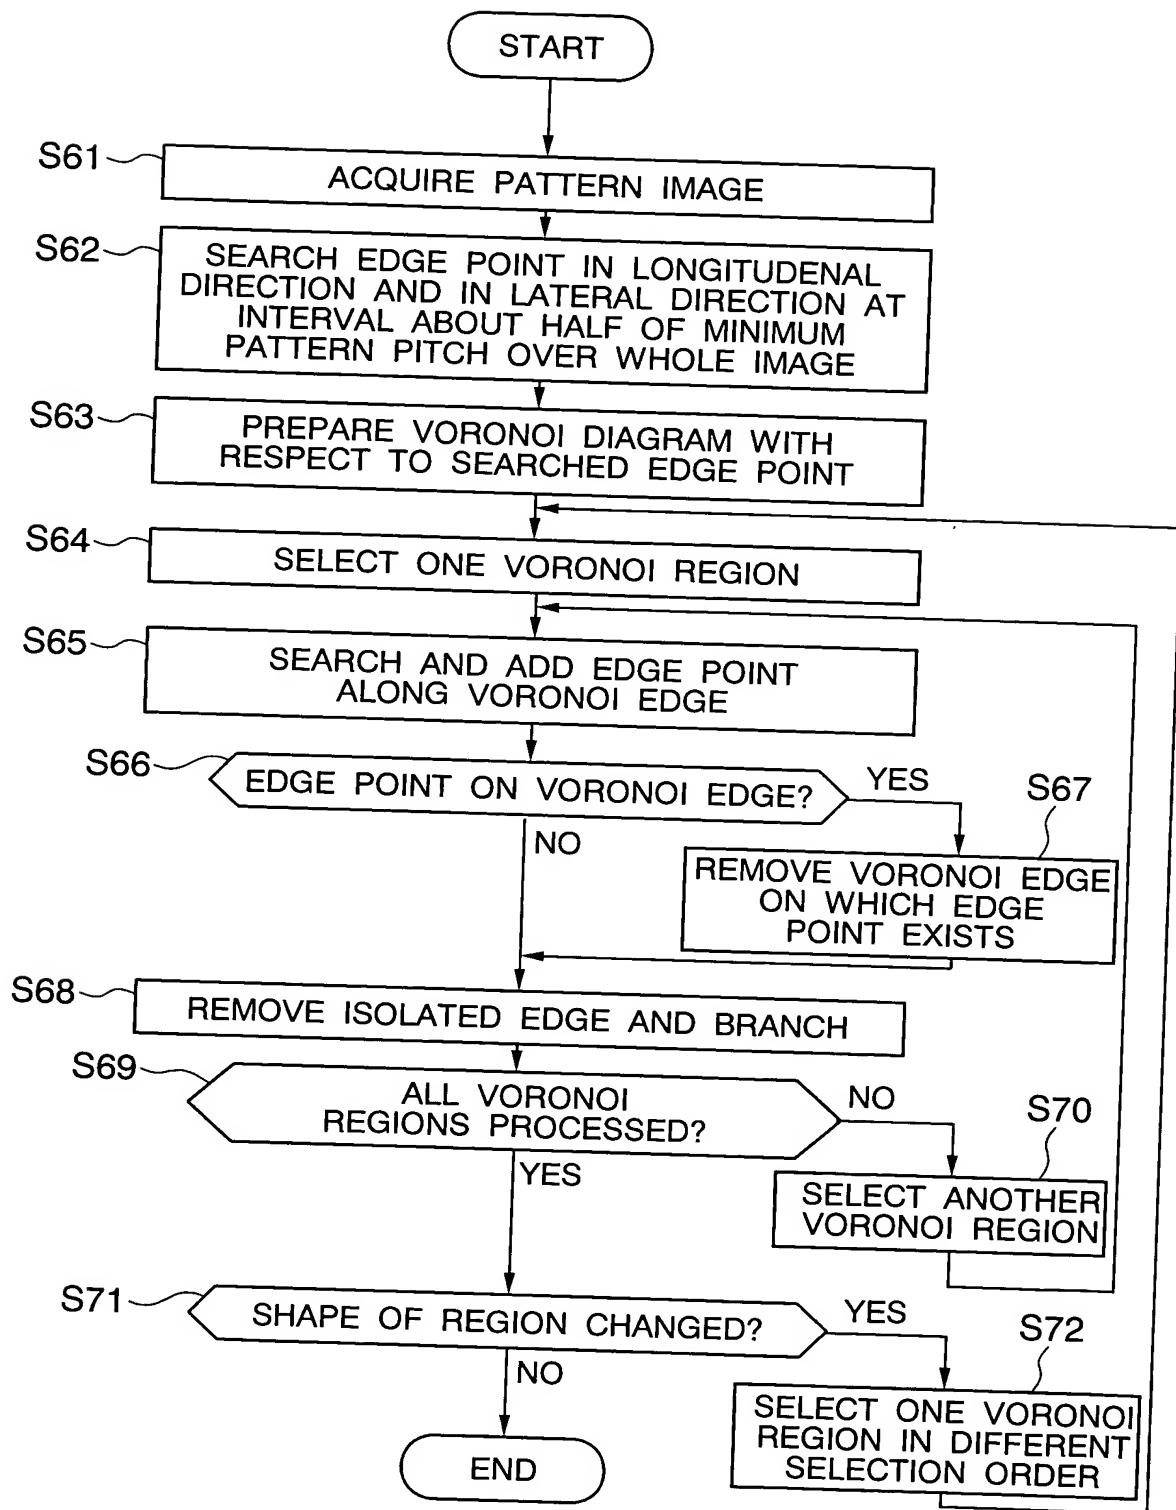 START
S61
ACQUIRE PATTERN IMAGE
S62
SEARCH EDGE POINT IN LONGITUDENAL
DIRECTION AND IN LATERAL DIRECTION AT
INTERVAL ABOUT HALF OF MINIMUM
PATTERN PITCH OVER WHOLE IMAGE
S63
PREPARE VORONOI DIAGRAM WITH
RESPECT TO SEARCHED EDGE POINT
S64
SELECT ONE VORONOI REGION
S65
SEARCH AND ADD EDGE POINT
ALONG VORONOI EDGE
S66
EDGE POINT ON VORONOI EDGE?
YES
NO
S67
REMOVE VORONOI EDGE
ON WHICH EDGE
POINT EXISTS
S68
REMOVE ISOLATED EDGE AND BRANCH
S69
ALL VORONOI
REGIONS PROCESSED?
NO
YES
S70
SELECT ANOTHER
VORONOI REGION
S71
SHAPE OF REGION CHANGED?
YES
NO
S72
SELECT ONE VORONOI
REGION IN DIFFERENT
SELECTION ORDER
END